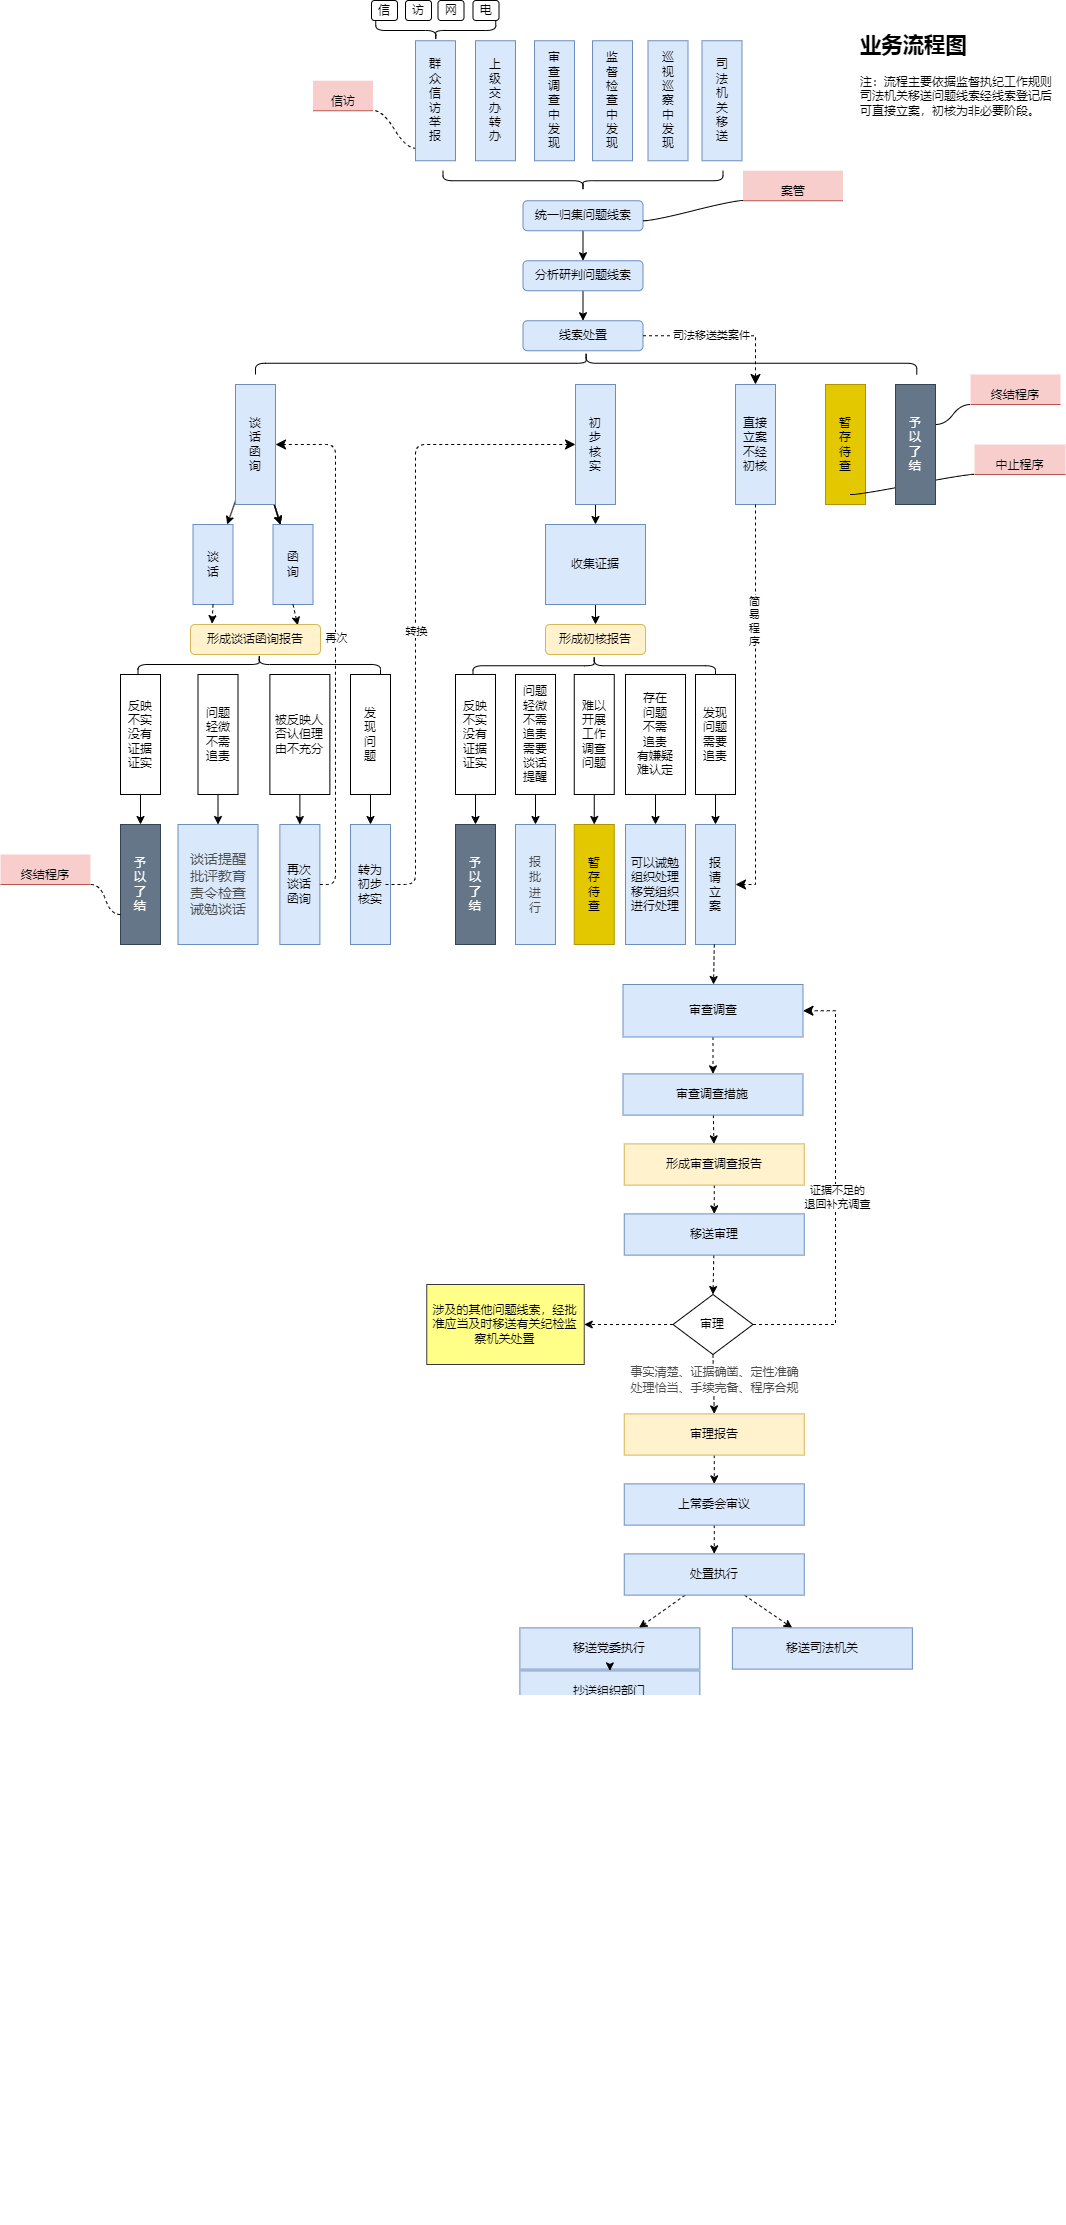 信
访
网
电
业务流程图
注：流程主要依据监督执纪工作规则
司法机关移送问题线索经线索登记后
可直接立案，初核为非必要阶段。
信访
群众信访举报
上级交办转办
审查调查中发现
监督检查中发现
巡视巡察中发现
司法机关移送
案管
统一归集问题线索
分析研判问题线索
线索处置
司法移送类案件
谈话函询
初步核实
直接
立案
不经
初核
暂存待查
予以了结
终结程序
中止程序
谈话
函询
收集证据
简易程序
形成谈话函询报告
再次
转换
形成初核报告
反映
不实
没有
证据
证实
问题
轻微
不需
追责
被反映人
否认但理
由不充分
发现问题
反映
不实
没有
证据
证实
问题
轻微
不需
追责
需要
谈话
提醒
难以
开展
工作
调查
问题
存在
问题
不需
追责
有嫌疑
难认定
发现
问题
需要
追责
终结程序
予以了结
谈话提醒
批评教育
责令检查
诫勉谈话
再次
谈话
函询
转为
初步
核实
予以了结
报批进行
暂存待查
可以诫勉
组织处理
移党组织
进行处理
报请立案
审查调查
审查调查措施
形成审查调查报告
证据不足的
退回补充调查
移送审理
涉及的其他问题线索，经批
准应当及时移送有关纪检监
察机关处置
审理
事实清楚、证据确凿、定性准确
处理恰当、手续完备、程序合规
审理报告
上常委会审议
处置执行
移送党委执行
移送司法机关
抄送组织部门